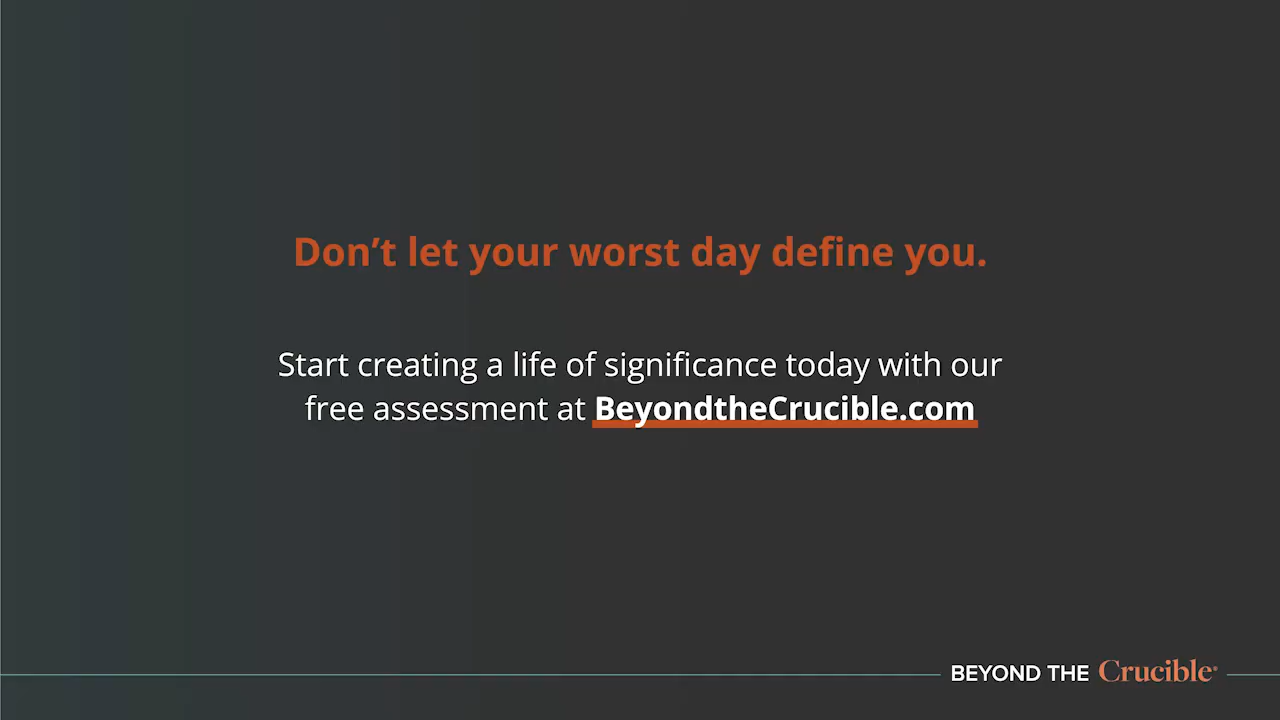 Don’t let your worst day define you.
Start creating a life of significance today with our
free assessment at BeyondtheCrucible.com
BEYOND THE Crucible®